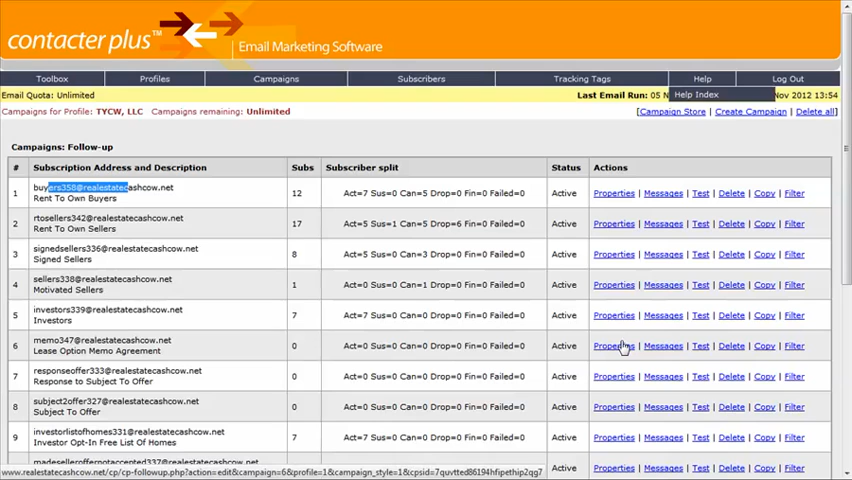 contacter plus™
Email Marketing Software
Toolbox Profiles Campaigns Subscribers Tracking Tags Help Log Out
Email Quota: Unlimited Last Email Run: 05 N Help Index Nov 2012 13:54
Campaigns for Profile: TYCW, LLC Campaigns remaining: Unlimited [Campaign Store | Create Campaign | Delete all]
Campaigns: Follow-up
# Subscription Address and Description Subs Subscriber split Status Actions
1 buyers358@realestatecashcow.net 12 Act=7 Sus=0 Can=5 Drop=0 Fin=0 Failed=0 Active Properties | Messages | Test | Delete | Copy | Filter
Rent To Own Buyers
2 rtosellers342@realestatecashcow.net 17 Act=5 Sus=1 Can=5 Drop=6 Fin=0 Failed=0 Active Properties | Messages | Test | Delete | Copy | Filter
Rent To Own Sellers
3 signedsellers336@realestatecashcow.net 8 Act=5 Sus=0 Can=3 Drop=0 Fin=0 Failed=0 Active Properties | Messages | Test | Delete | Copy | Filter
Signed Sellers
4 sellers338@realestatecashcow.net 1 Act=0 Sus=0 Can=1 Drop=0 Fin=0 Failed=0 Active Properties | Messages | Test | Delete | Copy | Filter
Motivated Sellers
5 investors339@realestatecashcow.net 7 Act=7 Sus=0 Can=0 Drop=0 Fin=0 Failed=0 Active Properties | Messages | Test | Delete | Copy | Filter
Investors
6 memo347@realestatecashcow.net 0 Act=0 Sus=0 Can=0 Drop=0 Fin=0 Failed=0 Active Properties | Messages | Test | Delete | Copy | Filter
Lease Option Memo Agreement
7 responseoffer333@realestatecashcow.net 0 Act=0 Sus=0 Can=0 Drop=0 Fin=0 Failed=0 Active Properties | Messages | Test | Delete | Copy | Filter
Response to Subject To Offer
8 subject2offer327@realestatecashcow.net 0 Act=0 Sus=0 Can=0 Drop=0 Fin=0 Failed=0 Active Properties | Messages | Test | Delete | Copy | Filter
Subject To Offer
9 investorlistofhomes331@realestatecashcow.net 7 Act=7 Sus=0 Can=0 Drop=0 Fin=0 Failed=0 Active Properties | Messages | Test | Delete | Copy | Filter
Investor Opt-In Free List Of Homes
madeselleroffernotaccepted337@realestatecashcow.net Act=0 Sus=0 Can=0 Drop=0 Fin=0 Failed=0 Active Properties | Messages | Test | Delete | Copy | Filter
www.realestatecashcow.net/cp/cp-followup.php?action=edit&campaign=6&profile=1&campaign_style=1&cpsid=7quvtted86194hfipethip2qg7